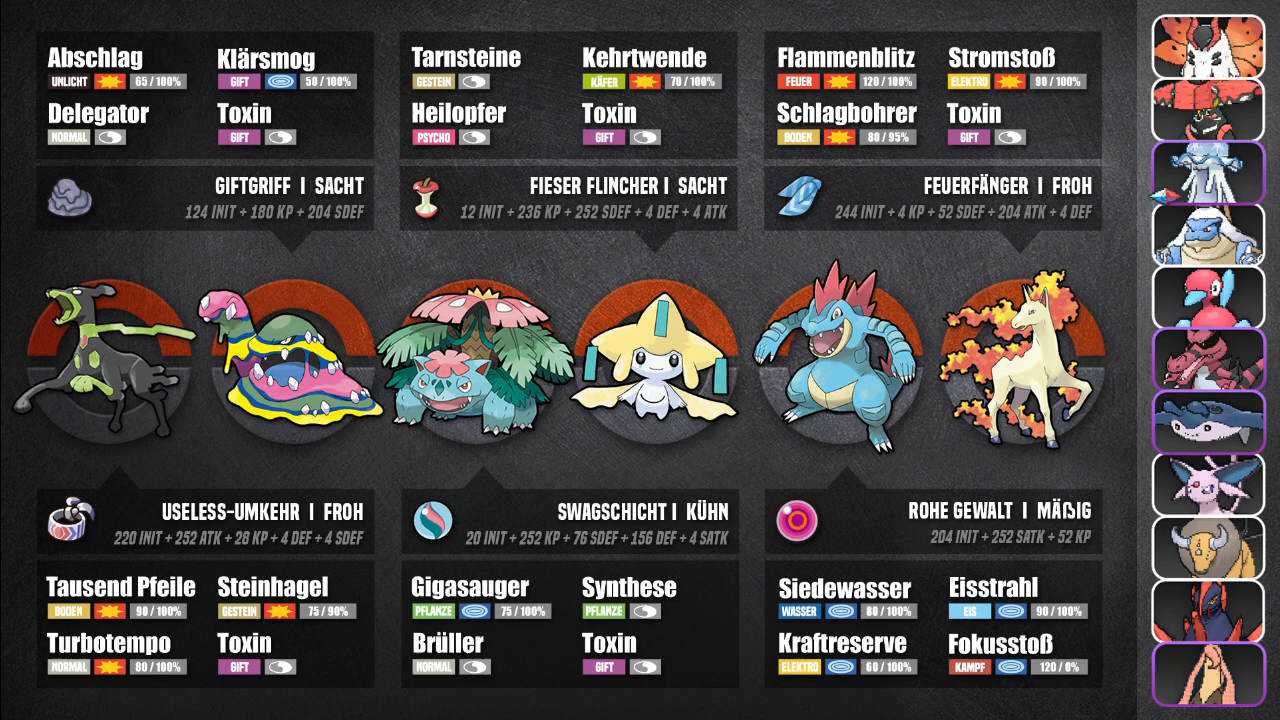 Abschlag Klärsmog
UNLICHT 65 / 100% GIFT 50 / 100%
Delegator Toxin
NORMAL GIFT
GIFTGRIFF I SACHT
124 INIT + 180 KP + 204 SDEF
Tarnsteine Kehrtwende
GESTEIN KÄFER 70 / 100%
Heilopfer Toxin
PSYCHO GIFT
FIESER FLINCHER I SACHT
12 INIT + 236 KP + 252 SDEF + 4 DEF + 4 ATK
Flammenblitz Stromstoß
FEUER 120 / 100% ELEKTRO 90 / 100%
Schlagbohrer Toxin
BODEN 80 / 95% GIFT
FEUERFÄNGER I FROH
244 INIT + 4 KP + 52 SDEF + 204 ATK + 4 DEF
USELESS-UMKEHR I FROH
220 INIT + 252 ATK + 28 KP + 4 DEF + 4 SDEF
Tausend Pfeile Steinhagel
BODEN 90 / 100% GESTEIN 75 / 90%
Turbotempo Toxin
NORMAL 80 / 100% GIFT
SWAGSCHICHT I KÜHN
20 INIT + 252 KP + 76 SDEF + 156 DEF + 4 SATK
Gigasauger Synthese
PFLANZE 75 / 100% PFLANZE
Brüller Toxin
NORMAL GIFT
ROHE GEWALT I MÄßIG
204 INIT + 252 SATK + 52 KP
Siedewasser Eisstrahl
WASSER 80 / 100% EIS 90 / 100%
Kraftreserve Fokusstoß
ELEKTRO 60 / 100% KAMPF 120 / 0%